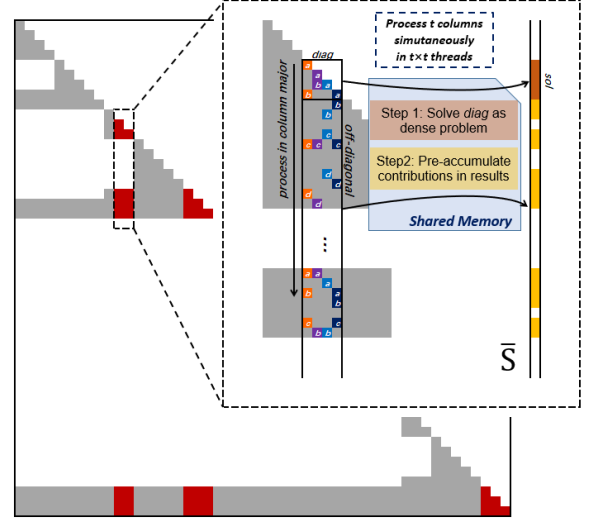 Process t columns
simutaneously
in t×t threads
diag
sol
a
a
b a
b a
b
b
c c c
d
d
d
d
process in column major
off-diagonal
Step 1: Solve diag as
dense problem
Step2: Pre-accumulate
contributions in results
Shared Memory
...
a a
a
b a
b
c c
b b
S̄